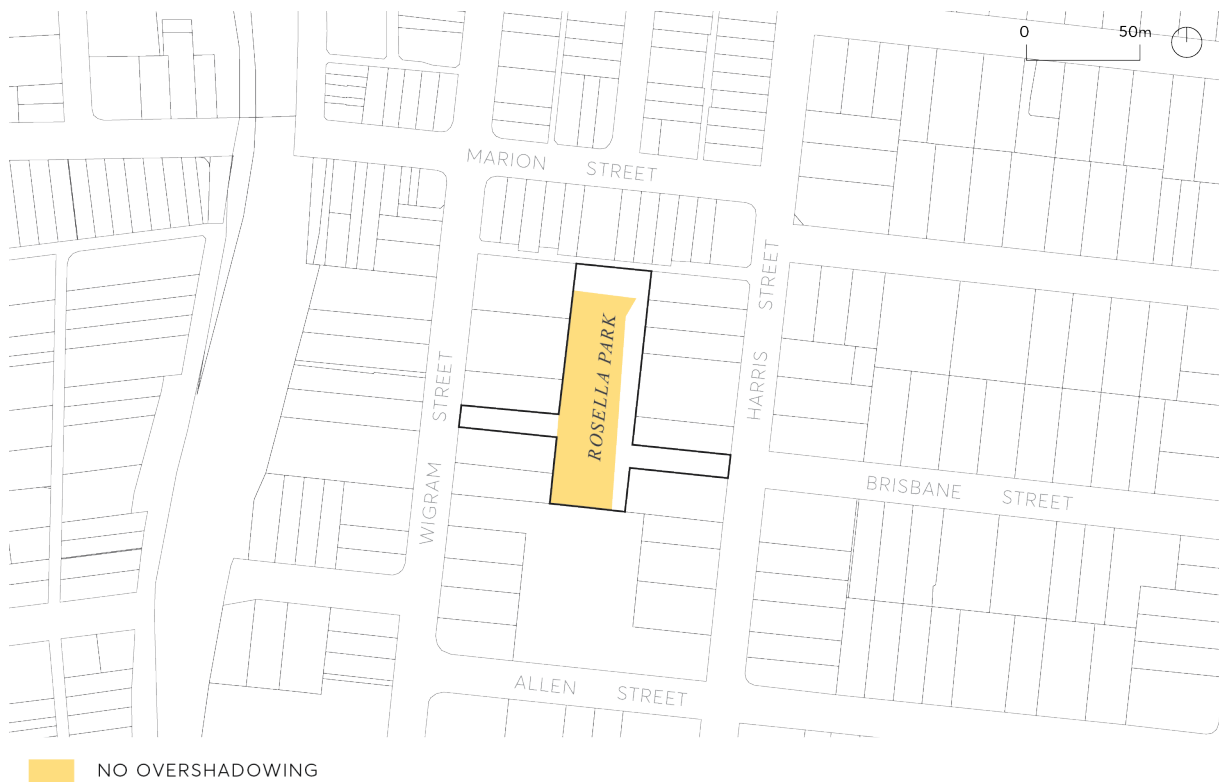 0 50m
MARION STREET
HARRIS STREET
ROSELLA PARK
WIGRAM STREET
BRISBANE STREET
ALLEN STREET
NO OVERSHADOWING